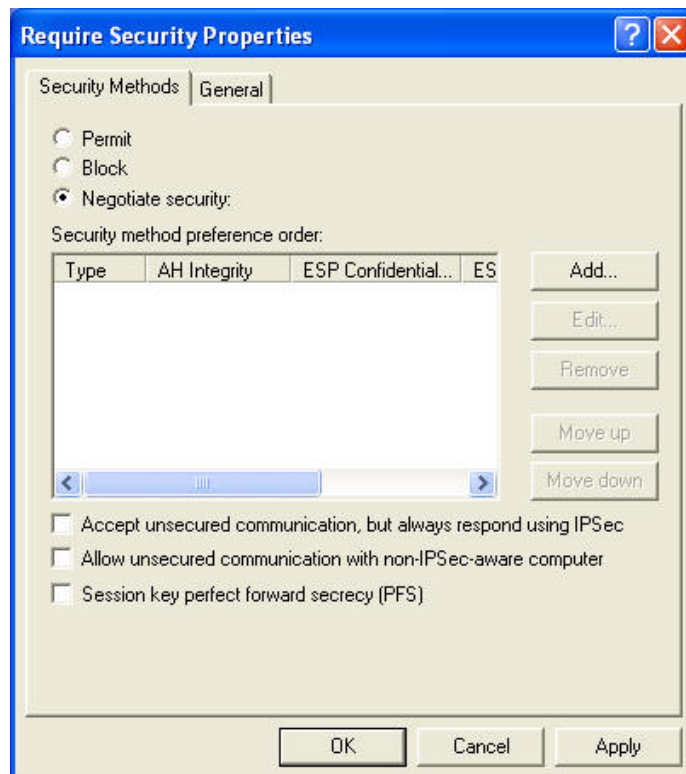 Require Security Properties
Security Methods General
Permit
Block
Negotiate security:
Security method preference order:
Type AH Integrity ESP Confidential... ES
Add...
Edit...
Remove
Move up
Move down
Accept unsecured communication, but always respond using IPSec
Allow unsecured communication with non-IPSec-aware computer
Session key perfect forward secrecy (PFS)
OK Cancel Apply